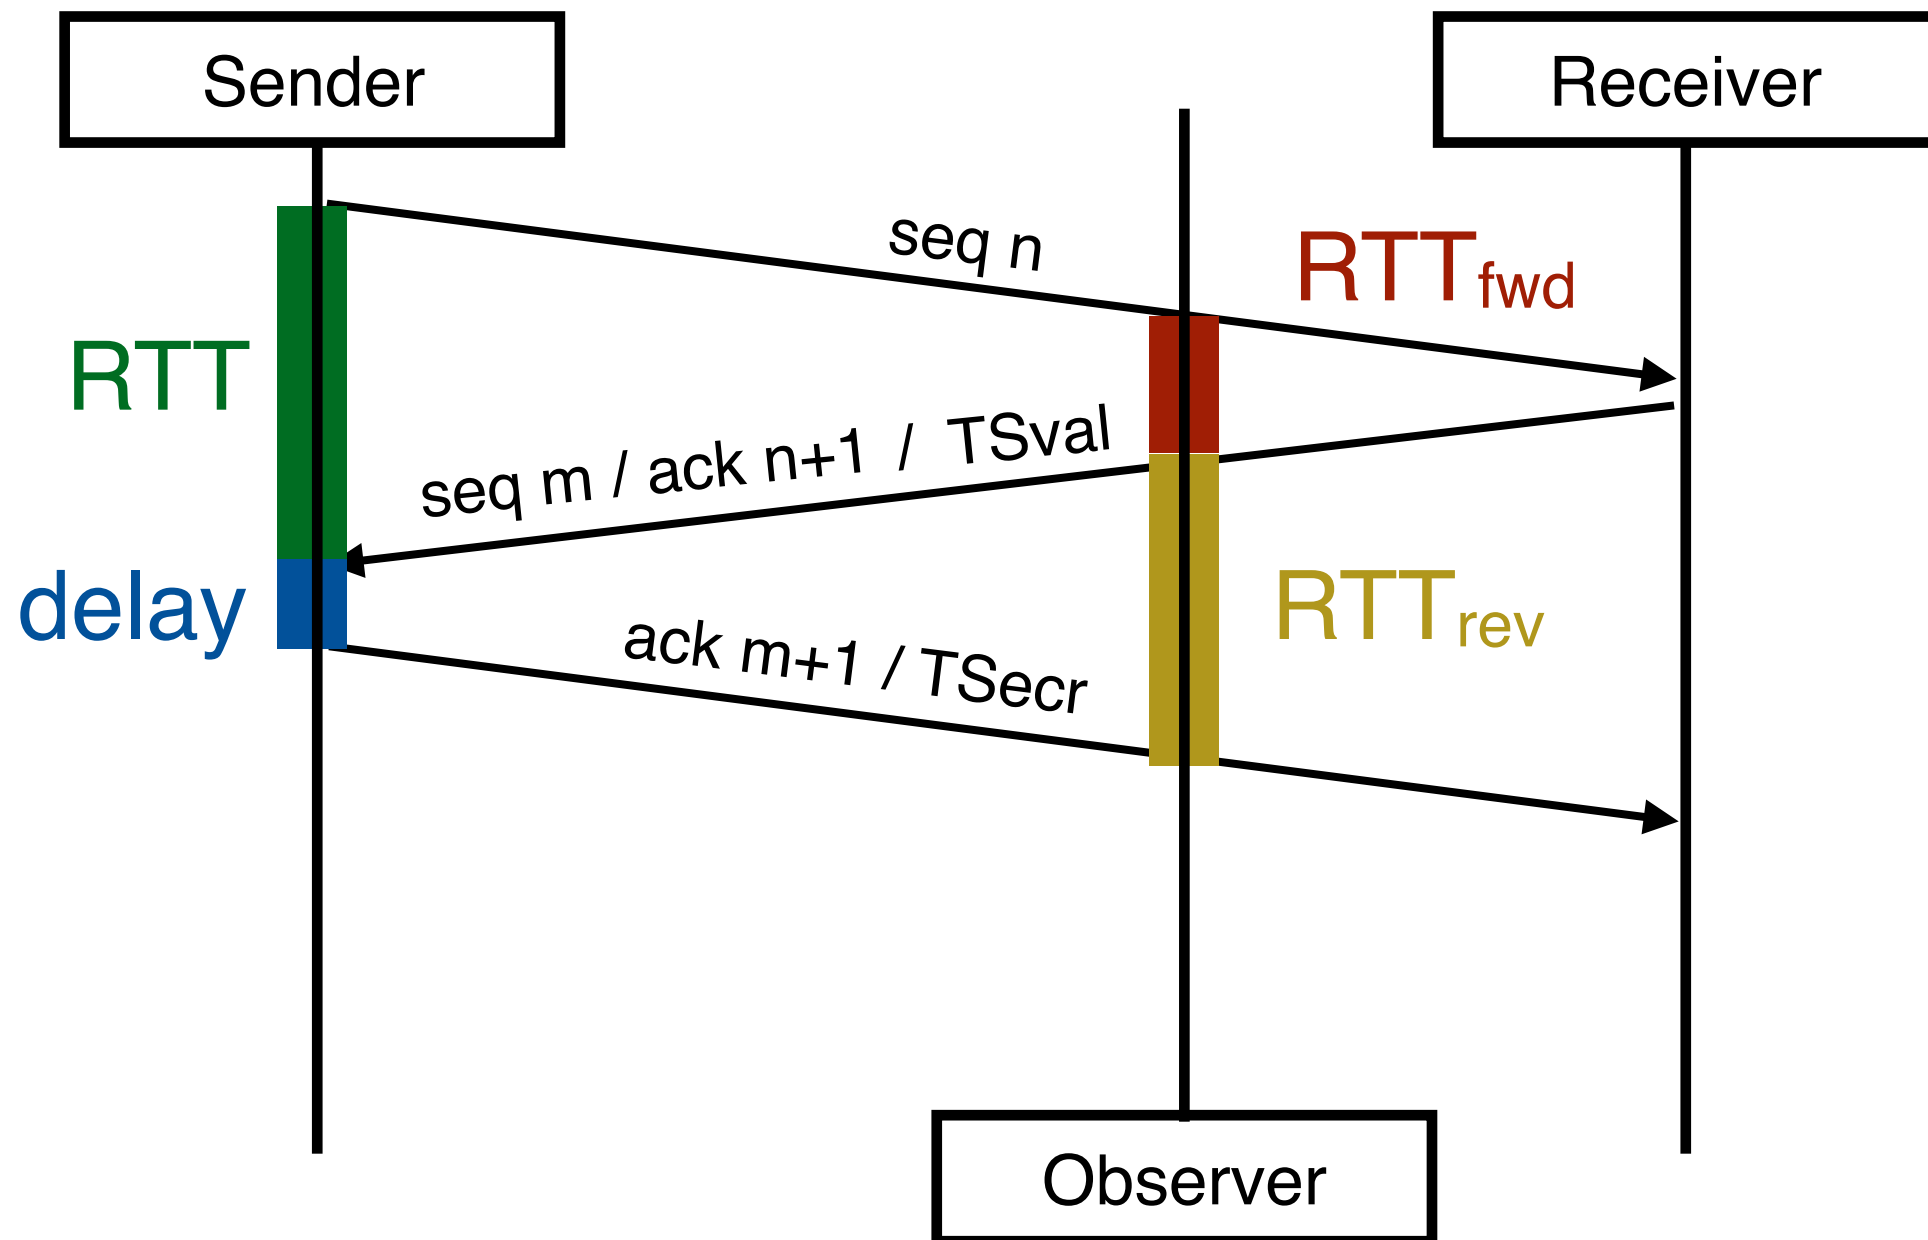 Sender
Receiver
seq n
RTTfwd
RTT
seq m / ack n+1 / TSval
delay
RTTrev
ack m+1 / TSecr
Observer